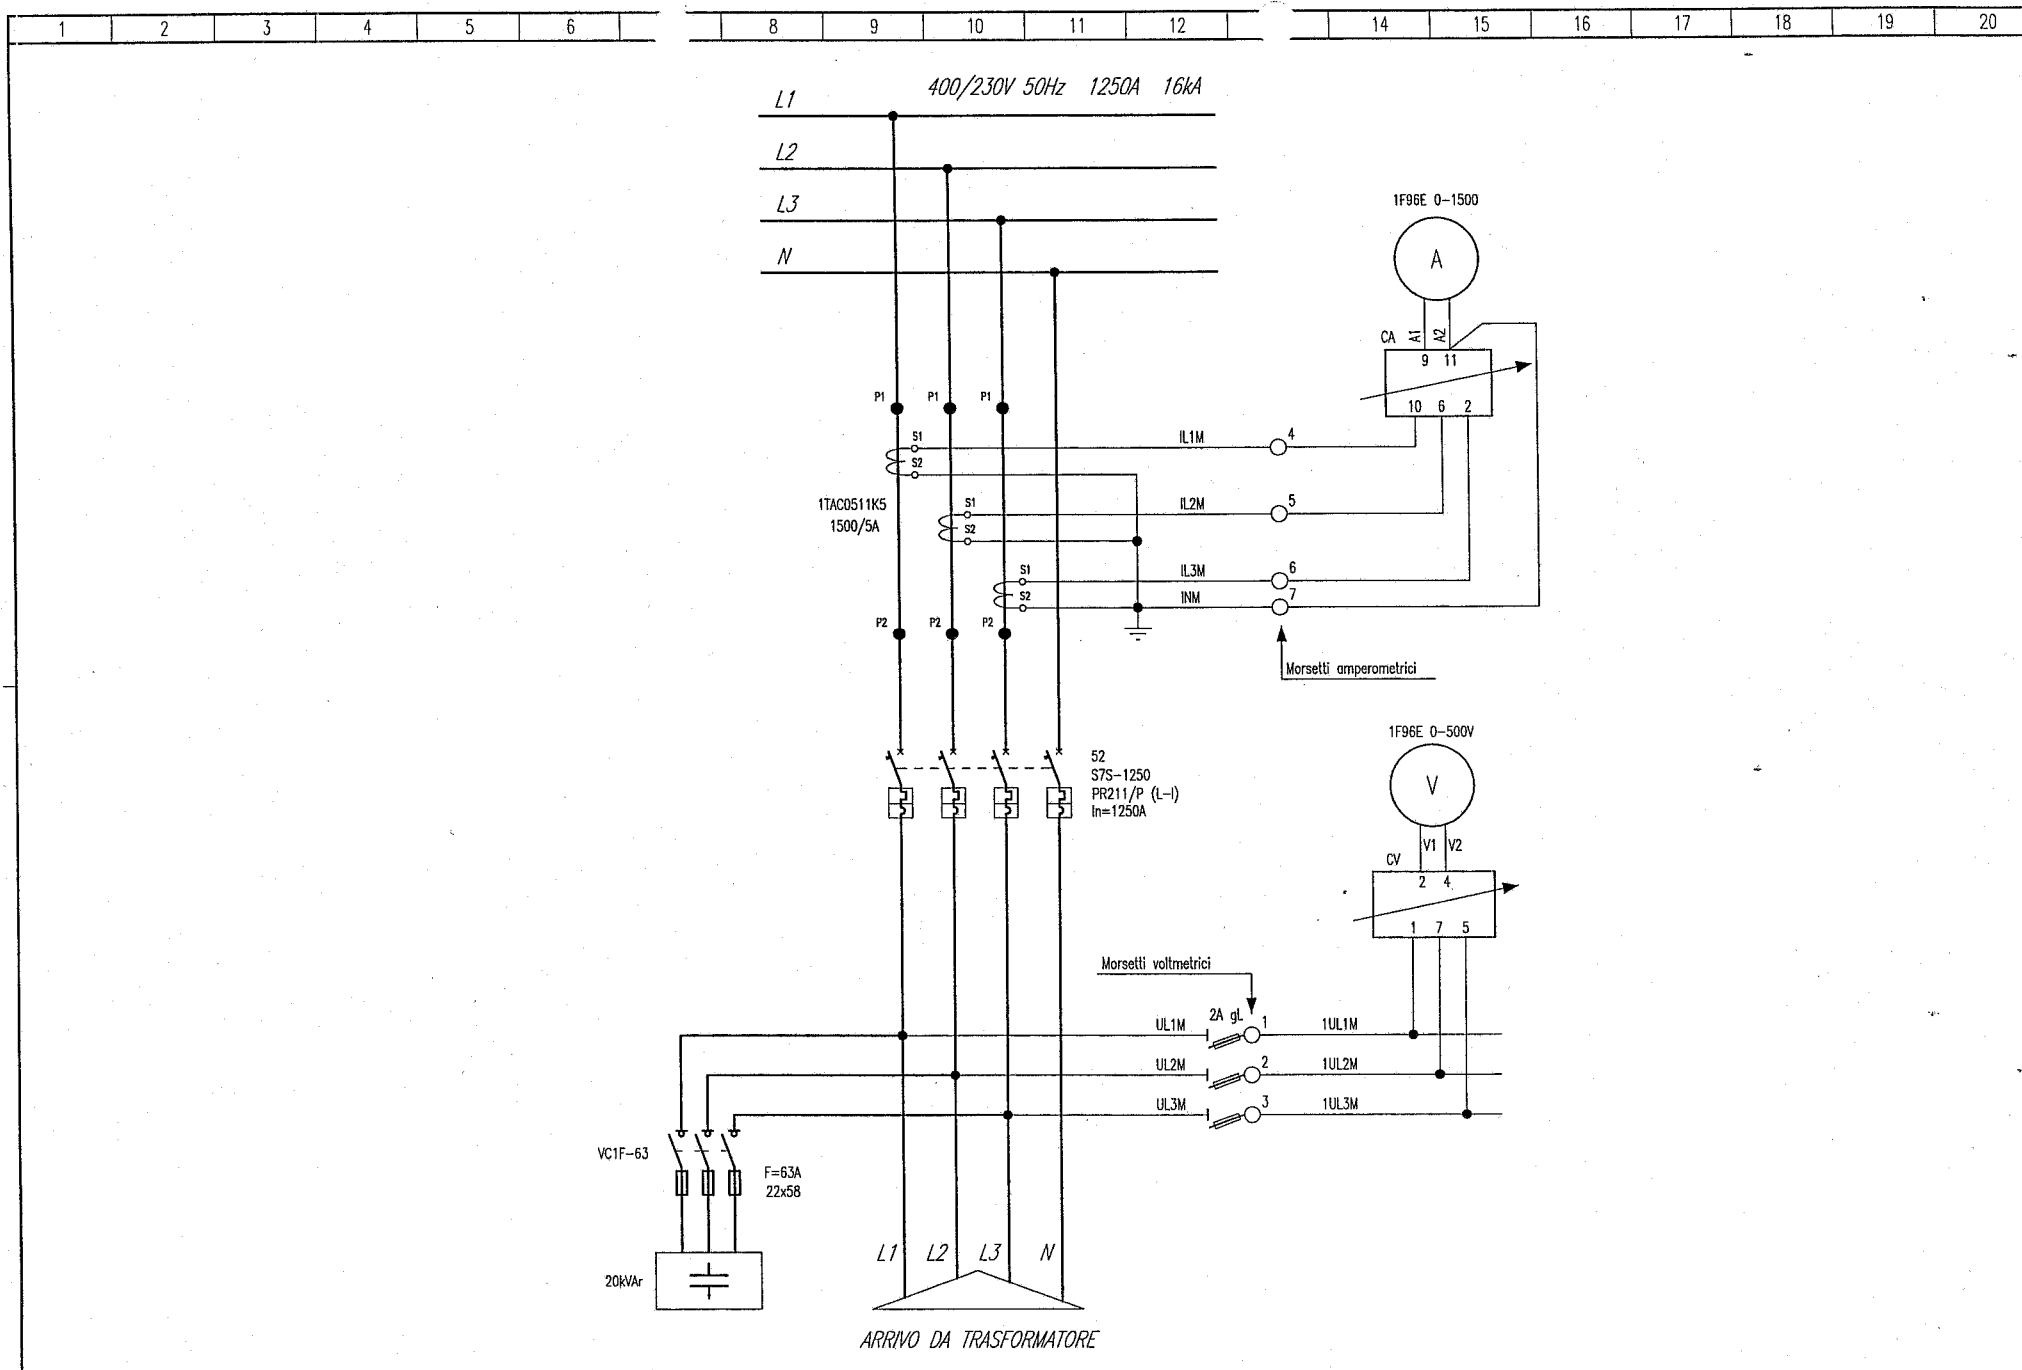 1 2 3 4 5 6 8 9 10 11 12 14 15 16 17 18 19 20
400/230V 50Hz 1250A 16kA
L1
L2
L3
N
1F96E 0-1500
A
CA A1 A2
9 11
10 6 2
P1 P1 P1
S1 IL1M 4
S2
1TAC0511K5
1500/5A
S1 IL2M 5
S2
S1 IL3M 6
S2 INM 7
P2 P2 P2
Morsetti amperometrici
52
S7S-1250
PR211/P (L-I)
In=1250A
1F96E 0-500V
V
V1 V2
CV
2 4
1 7 5
Morsetti voltmetrici
2A gL
UL1M 1 1UL1M
UL2M 2 1UL2M
UL3M 3 1UL3M
VC1F-63
F=63A
22x58
20kVAr
L1 L2 L3 N
ARRIVO DA TRASFORMATORE